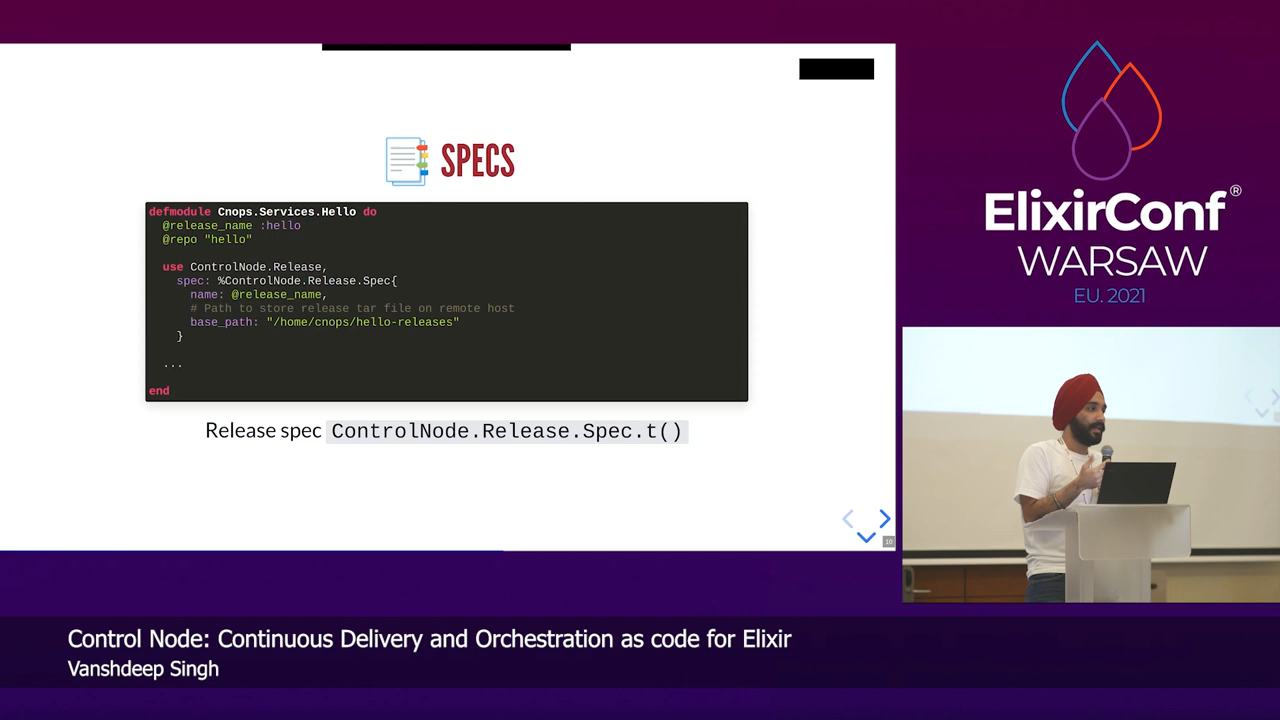 SPECS
defmodule Cnops.Services.Hello do
@release_name :hello
@repo "hello"
use ControlNode.Release,
spec: %ControlNode.Release.Spec{
name: @release_name,
# Path to store release tar file on remote host
base_path: "/home/cnops/hello-releases"
}
...
end
Release spec ControlNode.Release.Spec.t()
10
ElixirConf®
WARSAW
EU. 2021
Control Node: Continuous Delivery and Orchestration as code for Elixir
Vanshdeep Singh